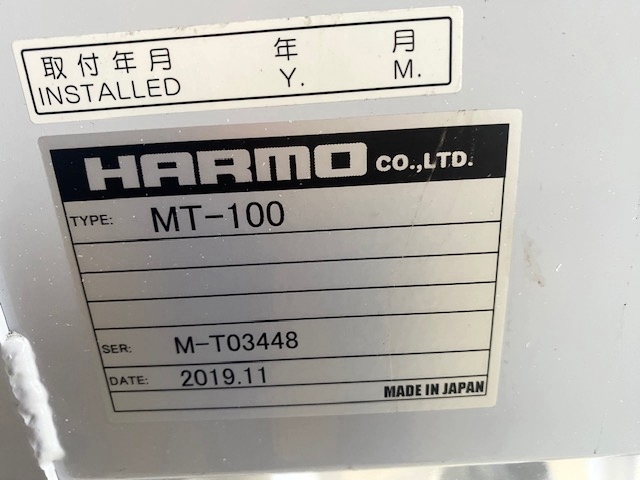 取付年月 年 月
INSTALLED Y. M.
HARMO CO.,LTD.
TYPE: MT-100
SER: M-T03448
DATE: 2019.11
MADE IN JAPAN